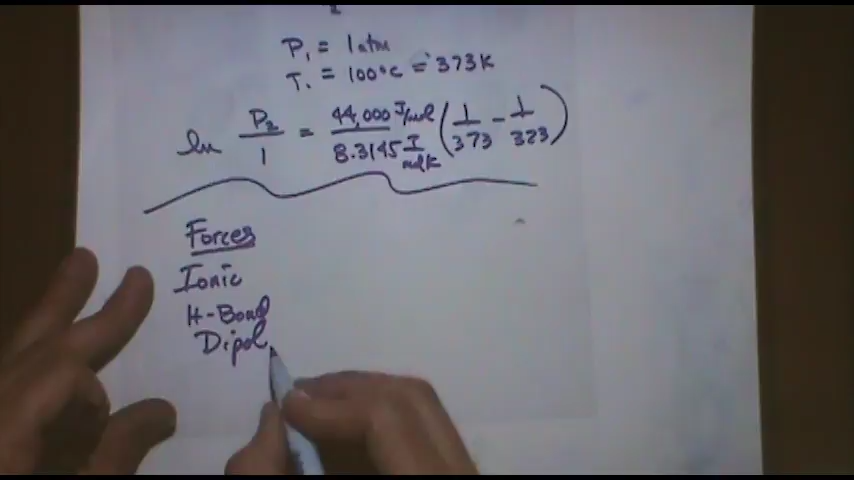 P₁ = 1 atm
T₁ = 100°C = 373K
ln P₂/1 = 44,000 J/mol / 8.3145 J/mol K (1/373 - 1/323)
Forces
Ionic
H-Bond
Dipol